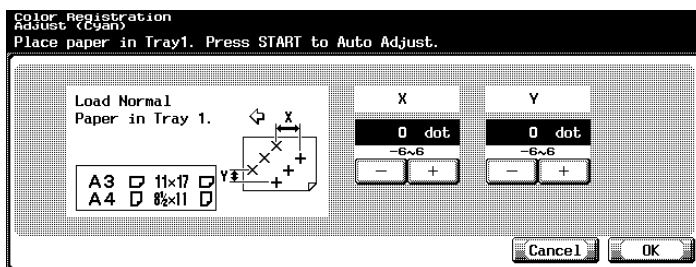 Color Registration
Adjust (Cyan)
Place paper in Tray1. Press START to Auto Adjust.
Load Normal
Paper in Tray 1.
X
Y
A3 11×17
A4 8½×11
X
0 dot
-6~6
- +
Y
0 dot
-6~6
- +
Cancel
OK